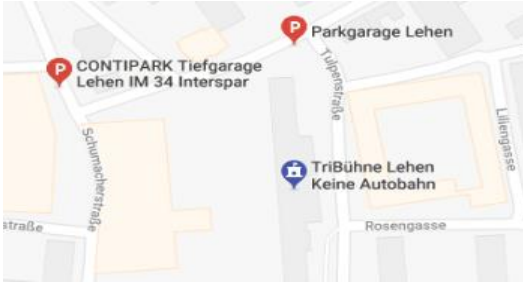 P Parkgarage Lehen
P CONTIPARK Tiefgarage
Lehen IM 34 Interspar
Tulpenstraße
Liliengasse
Schumacherstraße
TriBühne Lehen
Keine Autobahn
straße
Rosengasse